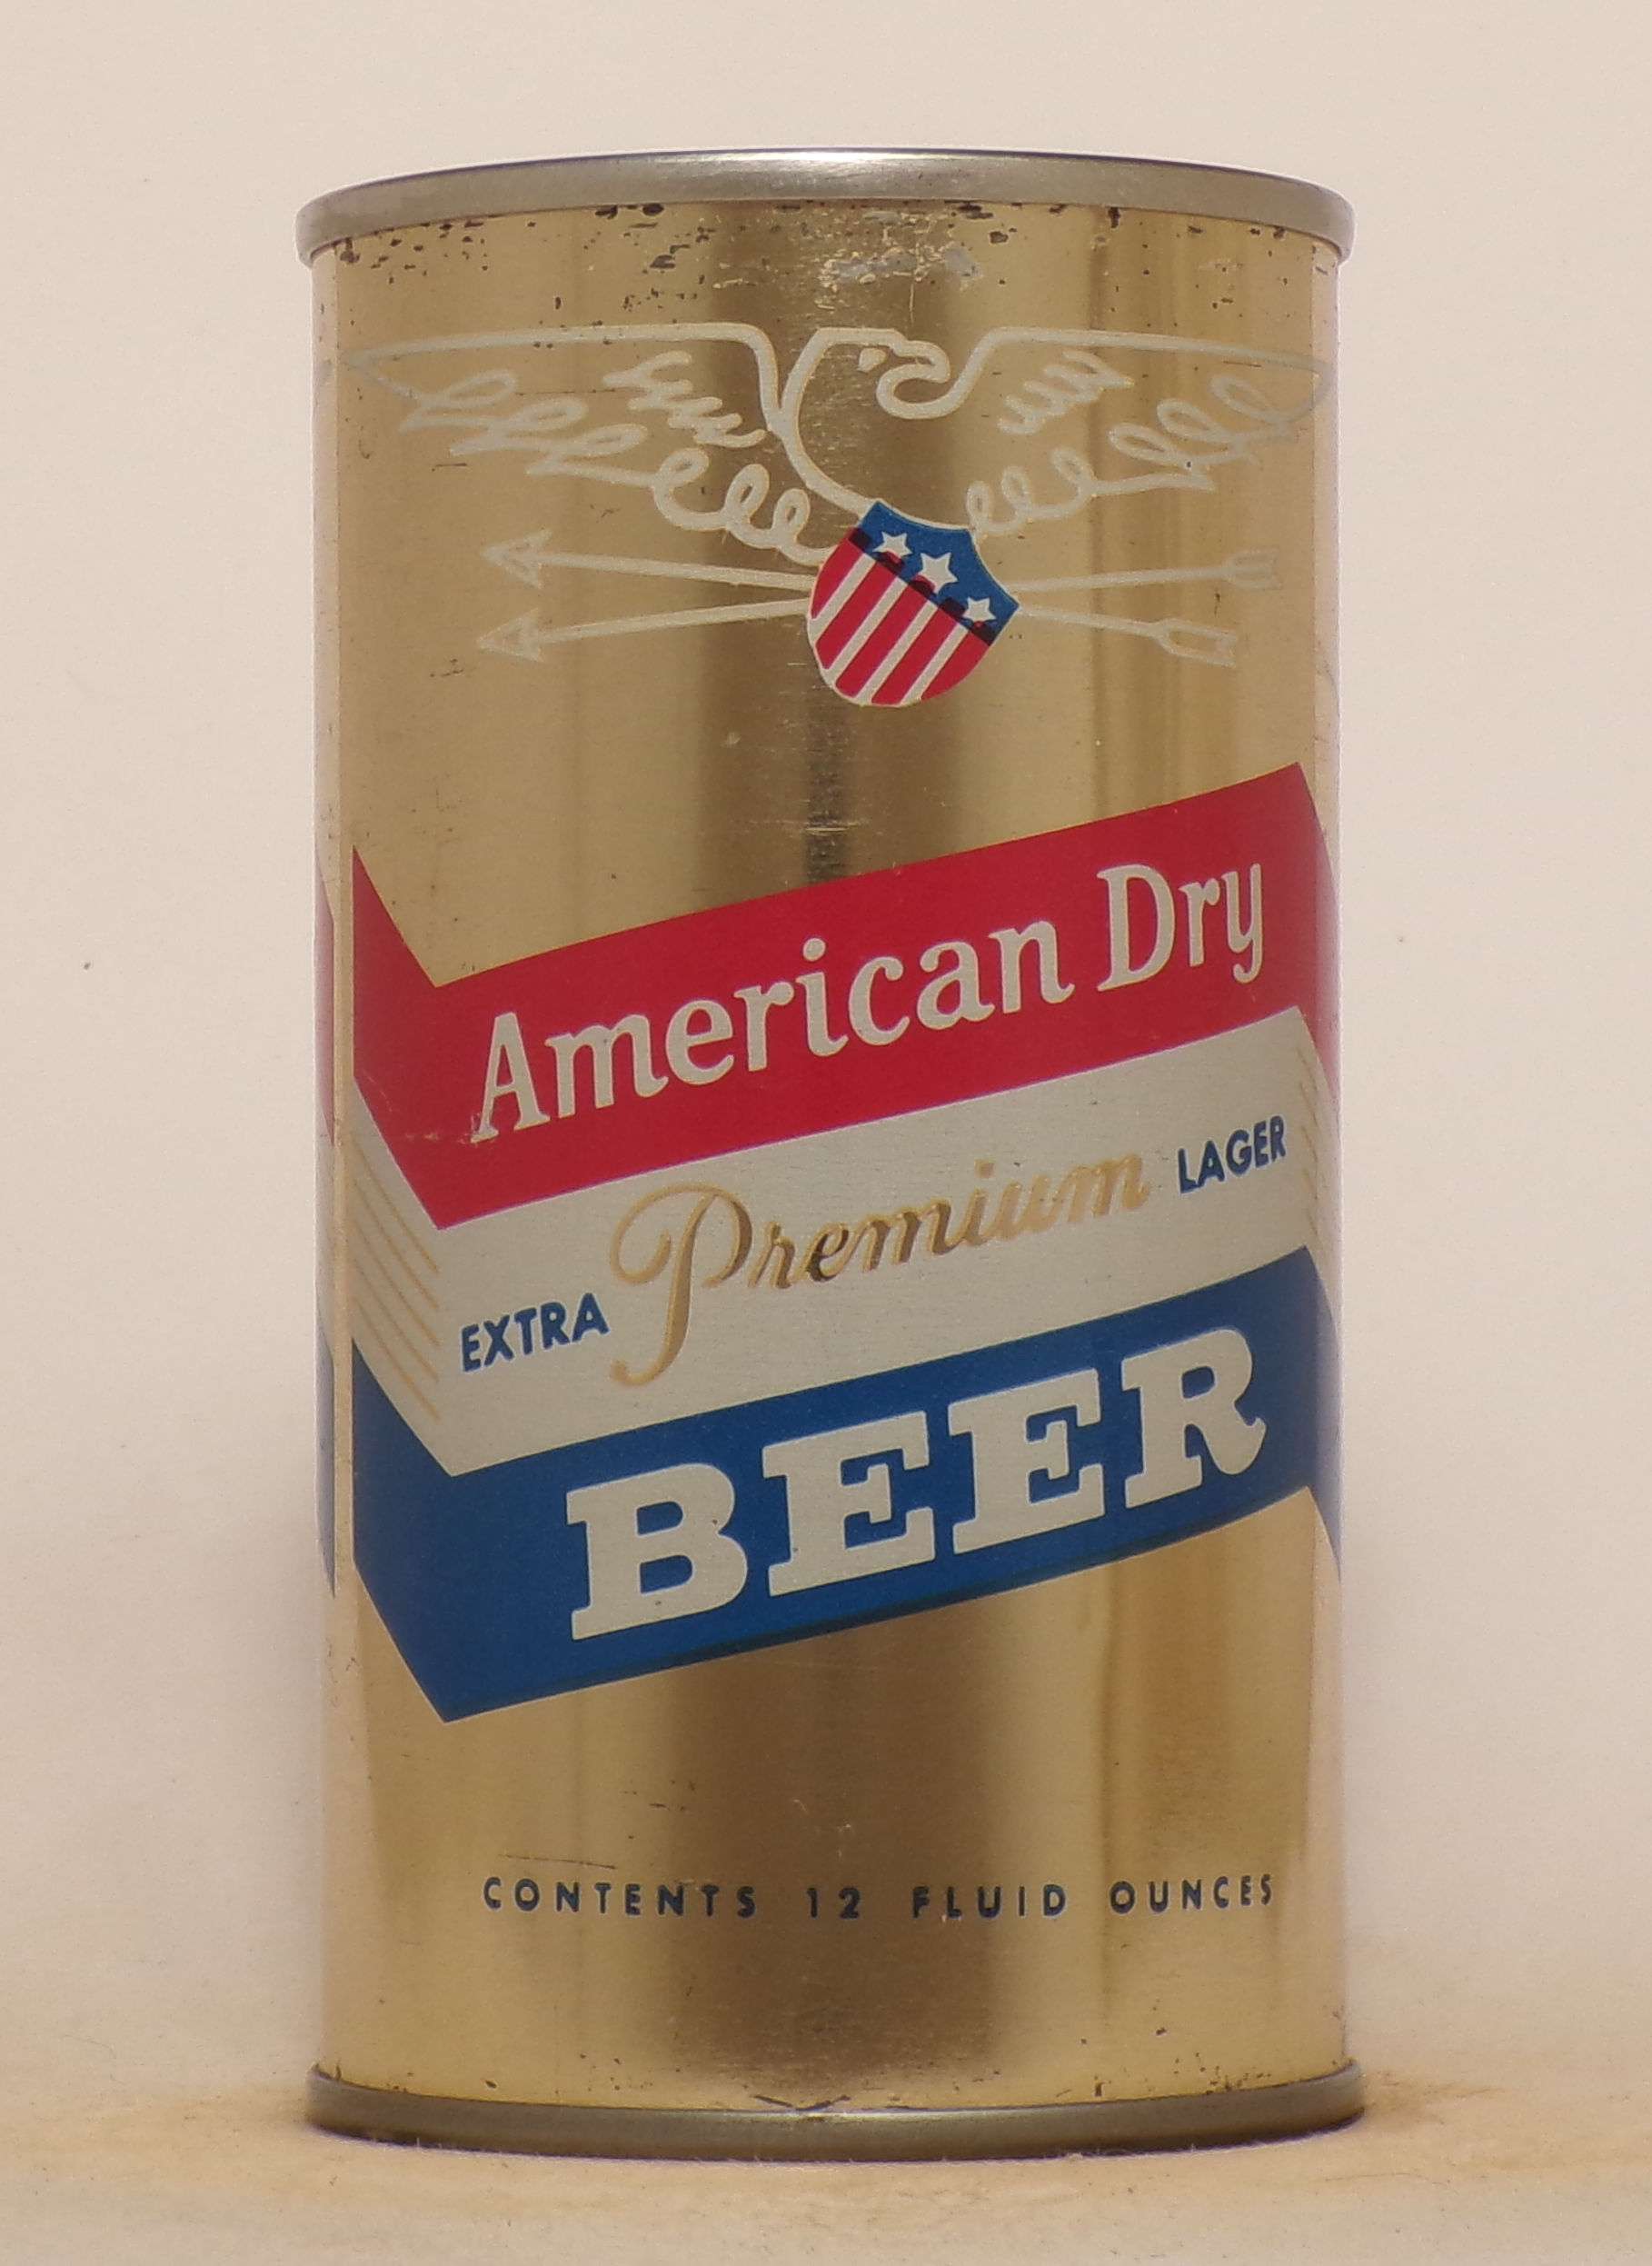 American Dry
EXTRA Premium LAGER
BEER
CONTENTS 12 FLUID OUNCES